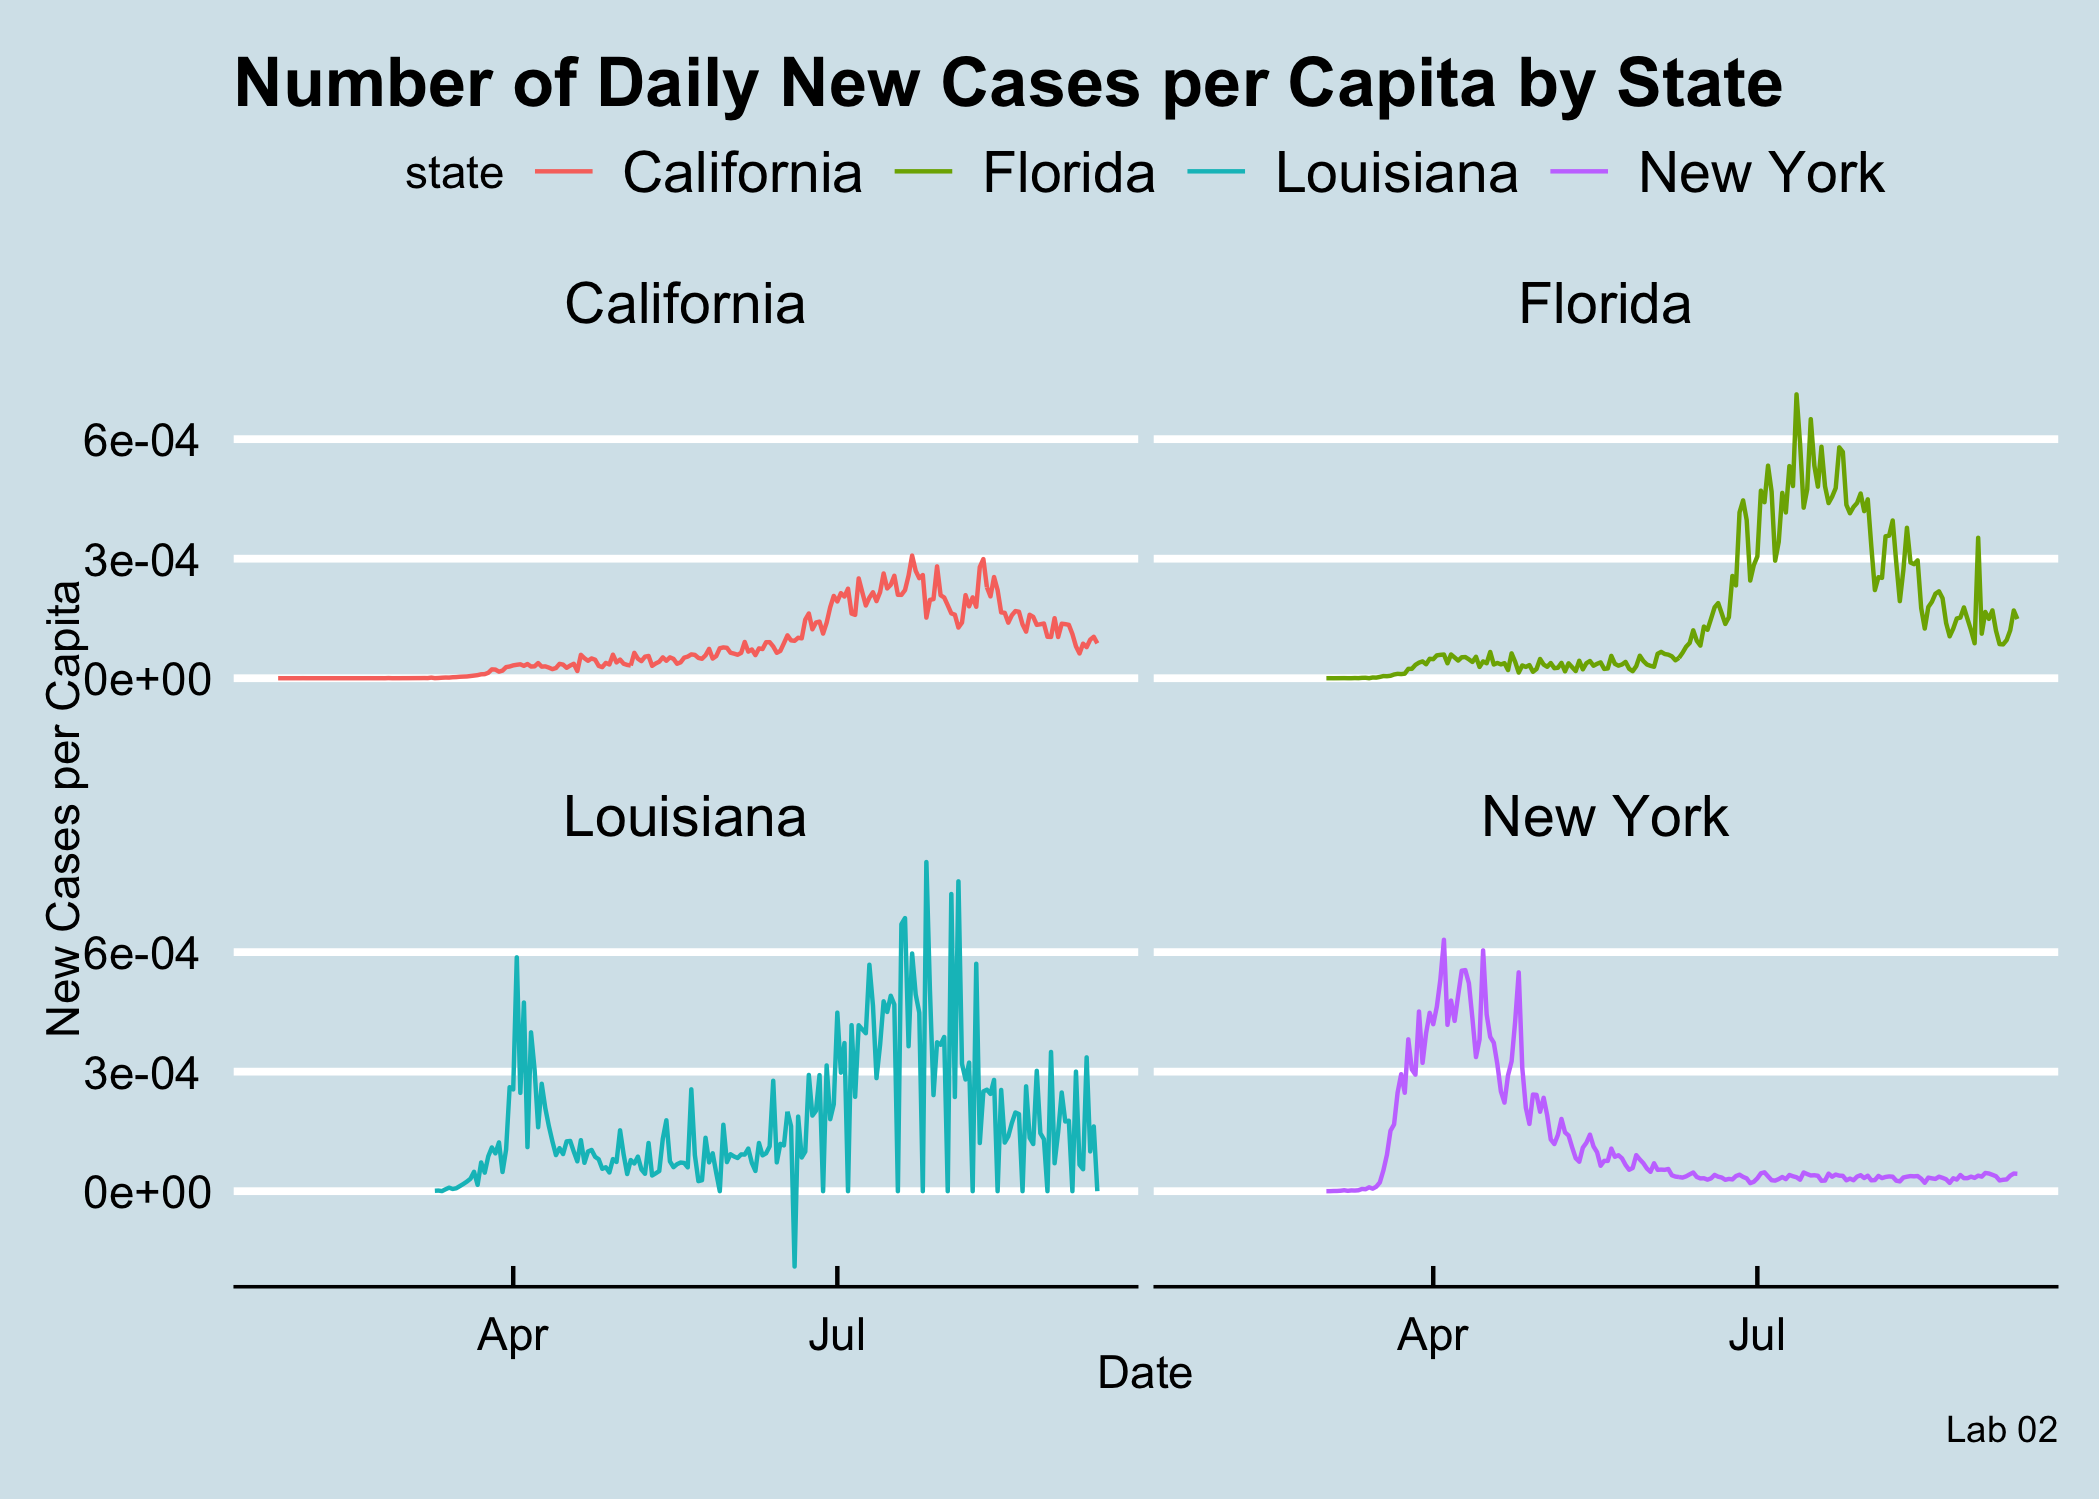 Number of Daily New Cases per Capita by State
state California Florida Louisiana New York
California Florida
6e-04
3e-04
0e+00
New Cases per Capita
Louisiana New York
6e-04
3e-04
0e+00
Apr Jul Apr Jul
Date
Lab 02